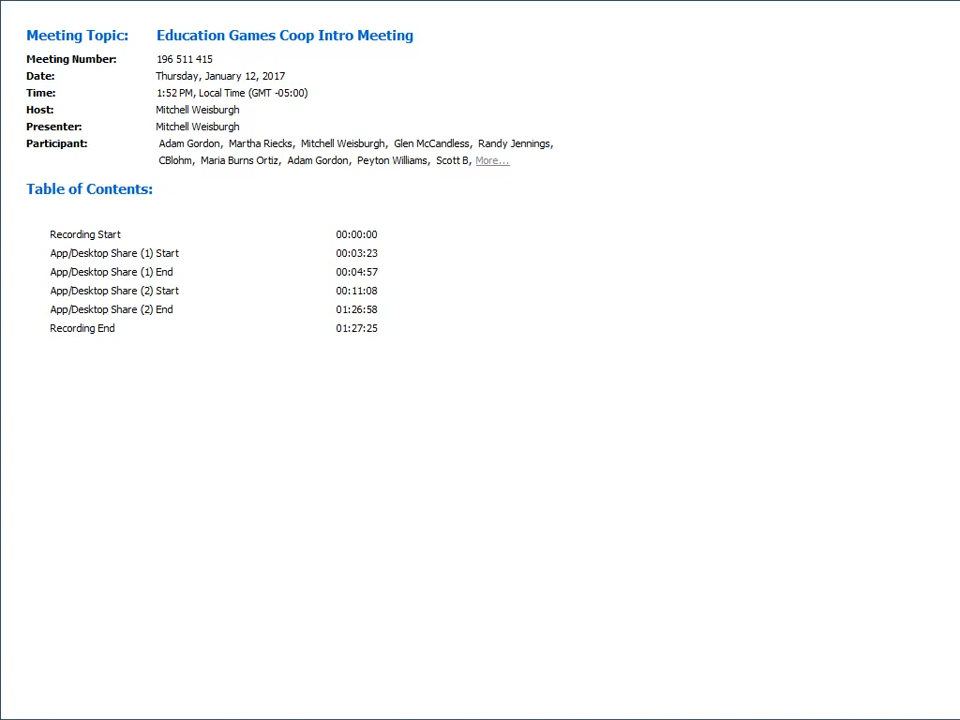 Meeting Topic: Education Games Coop Intro Meeting
Meeting Number: 196 511 415
Date: Thursday, January 12, 2017
Time: 1:52 PM, Local Time (GMT -05:00)
Host: Mitchell Weisburgh
Presenter: Mitchell Weisburgh
Participant: Adam Gordon, Martha Riecks, Mitchell Weisburgh, Glen McCandless, Randy Jennings,
CBlohm, Maria Burns Ortiz, Adam Gordon, Peyton Williams, Scott B, More...
Table of Contents:
Recording Start 00:00:00
App/Desktop Share (1) Start 00:03:23
App/Desktop Share (1) End 00:04:57
App/Desktop Share (2) Start 00:11:08
App/Desktop Share (2) End 01:26:58
Recording End 01:27:25